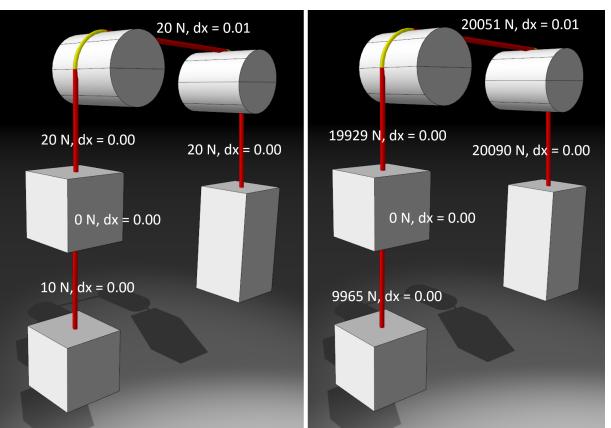 20 N, dx = 0.01
20 N, dx = 0.00
20 N, dx = 0.00
0 N, dx = 0.00
10 N, dx = 0.00
20051 N, dx = 0.01
19929 N, dx = 0.00
20090 N, dx = 0.00
0 N, dx = 0.00
9965 N, dx = 0.00